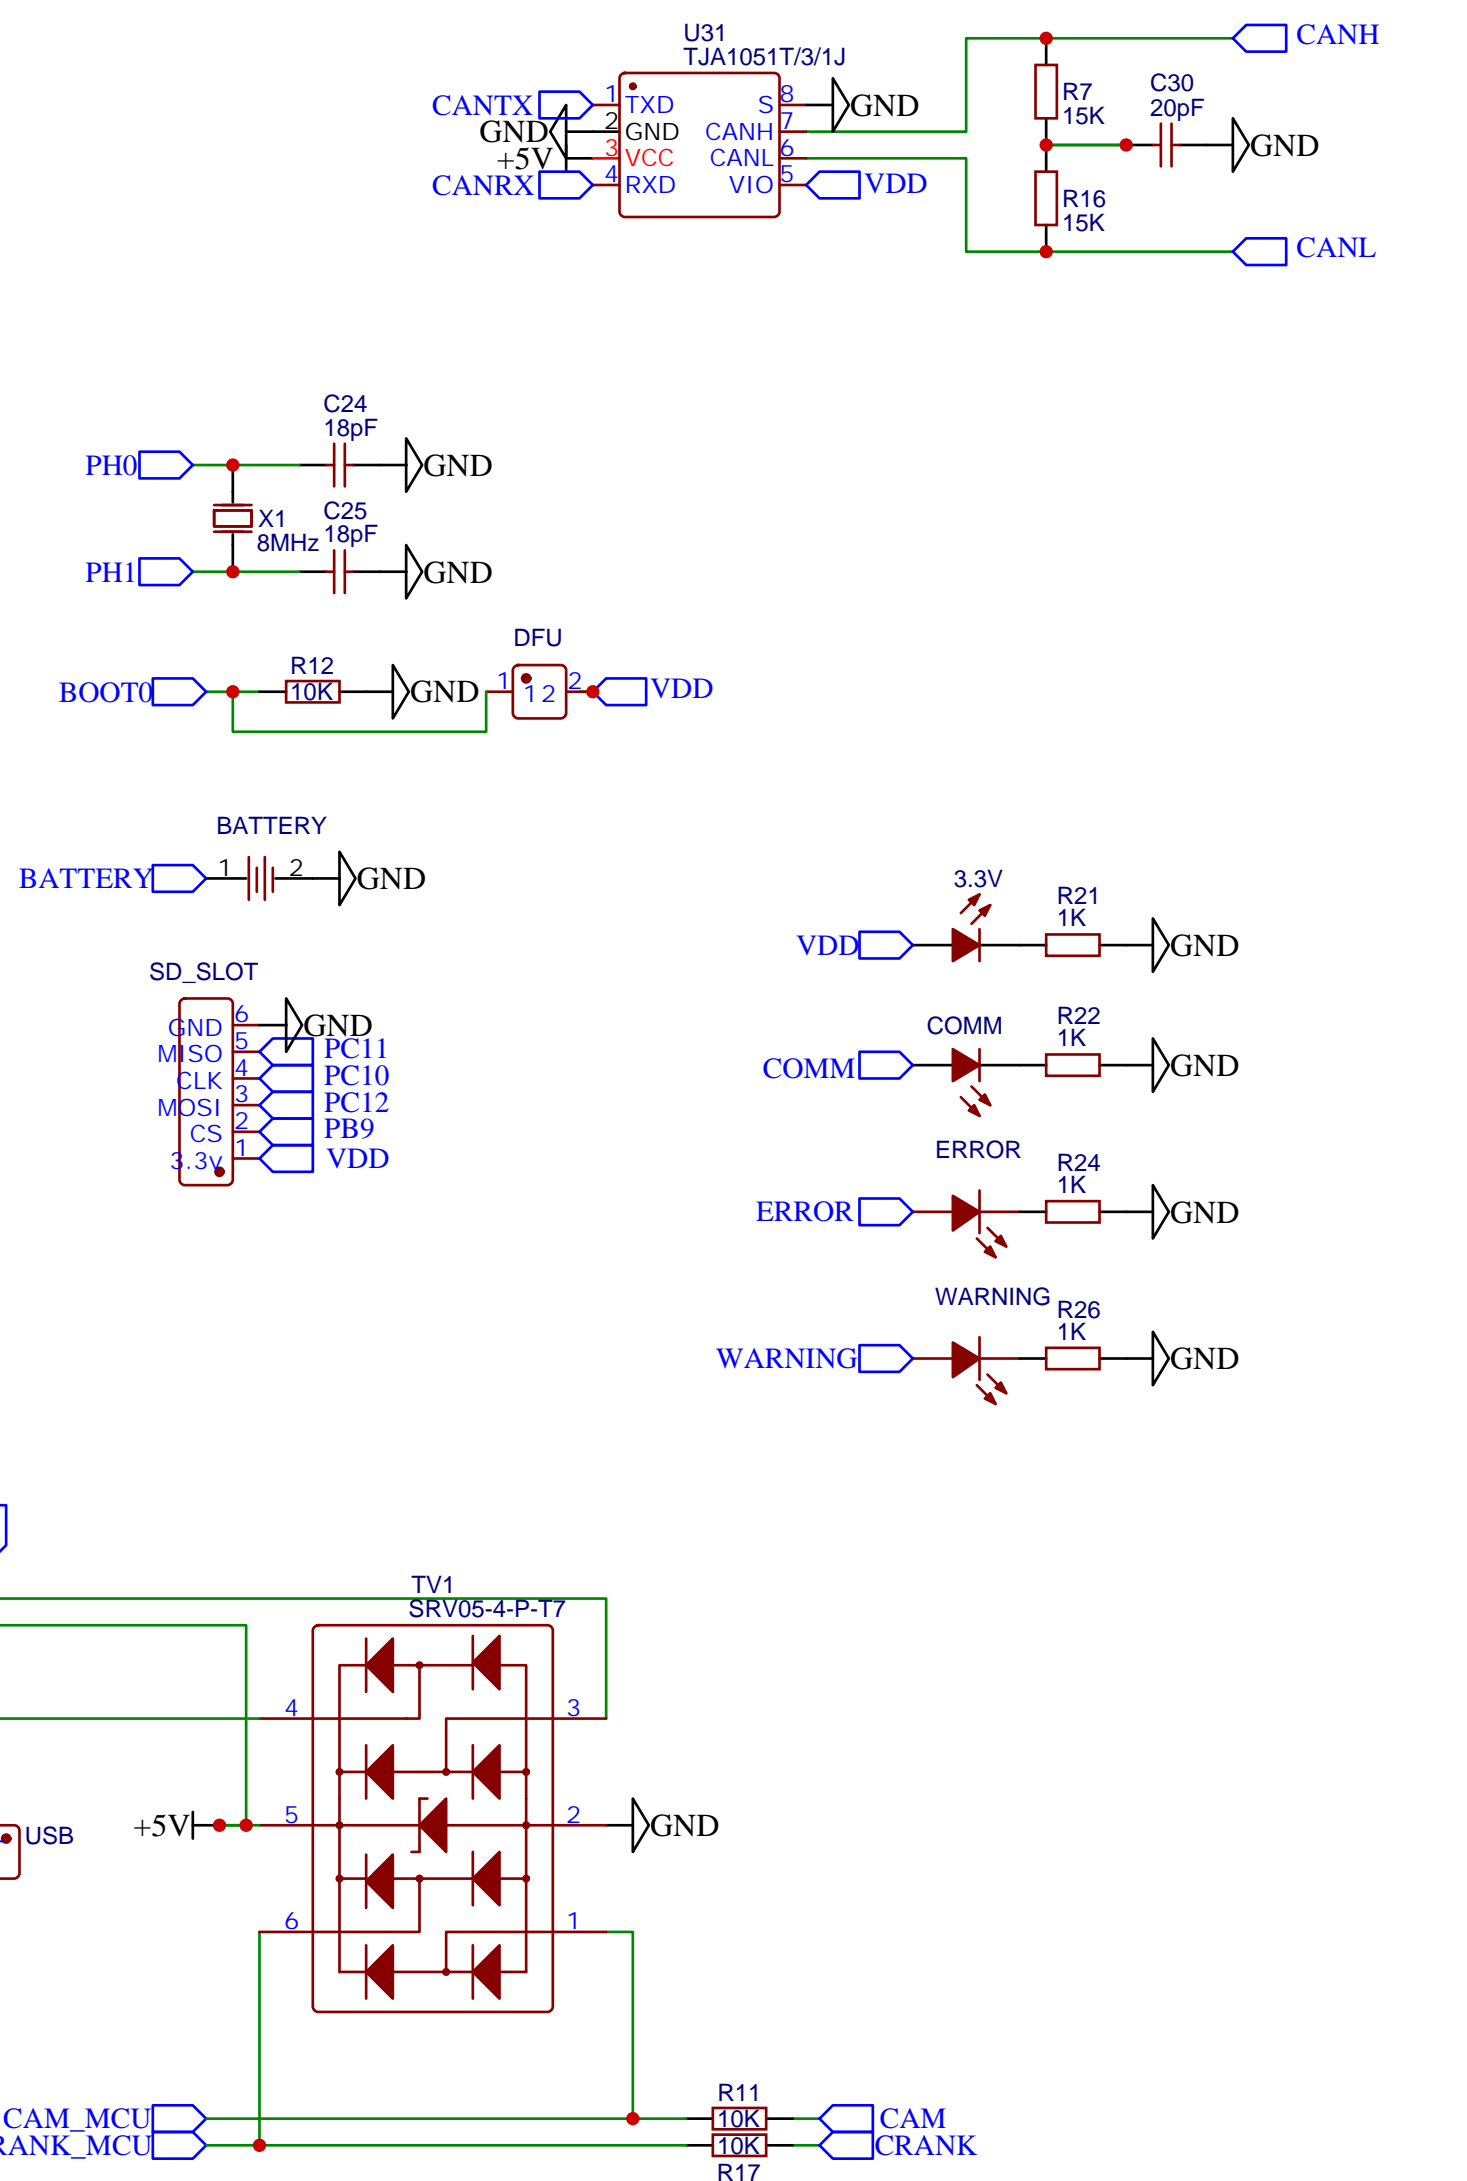 U31
TJA1051T/3/1J
CANTX
GND
+5V
CANRX
1
2
3
4
TXD
GND
VCC
RXD
S
CANH
CANL
VIO
8
7
6
5
GND
VDD
CANH
R7
15K
C30
20pF
GND
R16
15K
CANL
C24
18pF
PH0
GND
X1
8MHz
C25
18pF
PH1
GND
DFU
BOOT0
R12
10K
GND
1
1 2
2
VDD
BATTERY
BATTERY
1
2
GND
3.3V
VDD
R21
1K
GND
SD_SLOT
GND
6
GND
MISO
5
PC11
CLK
4
PC10
MOSI
3
PC12
CS
2
PB9
3.3v
1
VDD
COMM
COMM
R22
1K
GND
ERROR
ERROR
R24
1K
GND
WARNING
WARNING
R26
1K
GND
TV1
SRV05-4-P-T7
4
3
+5V
5
2
GND
USB
6
1
CAM_MCU
R11
10K
CAM
RANK_MCU
10K
R17
CRANK